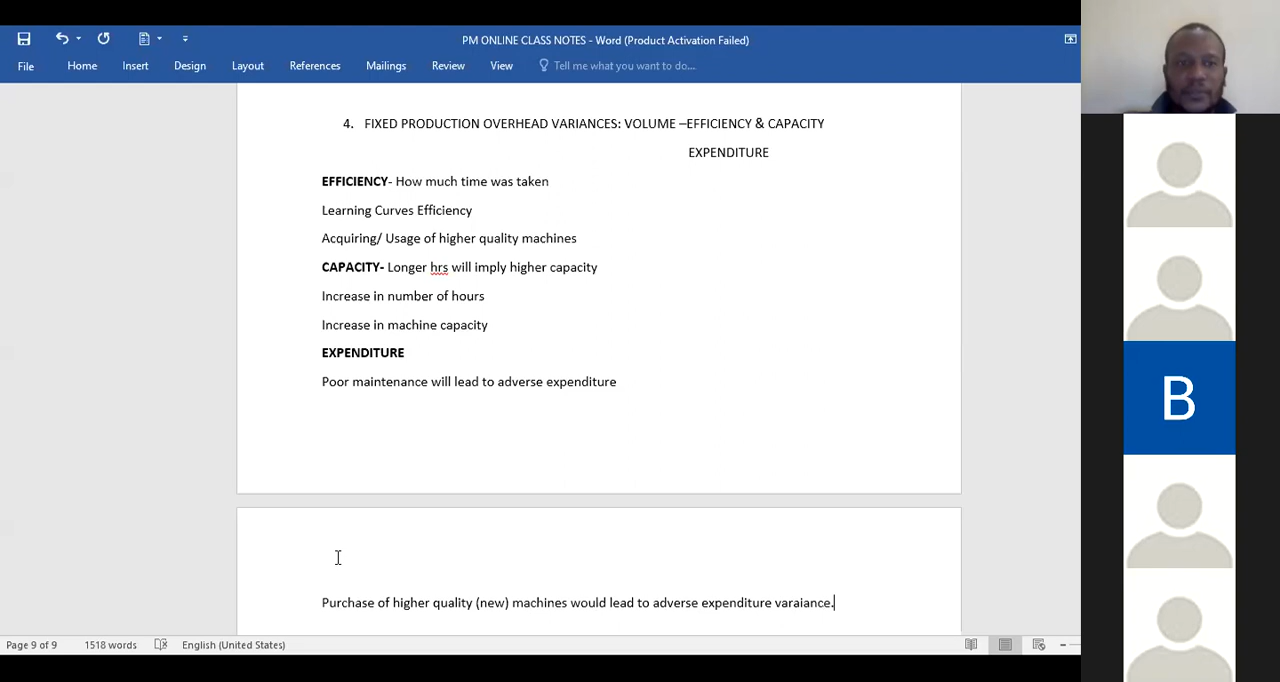 PM ONLINE CLASS NOTES - Word (Product Activation Failed)
File Home Insert Design Layout References Mailings Review View Tell me what you want to do...
4. FIXED PRODUCTION OVERHEAD VARIANCES: VOLUME –EFFICIENCY & CAPACITY
EXPENDITURE
EFFICIENCY- How much time was taken
Learning Curves Efficiency
Acquiring/ Usage of higher quality machines
CAPACITY- Longer hrs will imply higher capacity
Increase in number of hours
Increase in machine capacity
EXPENDITURE
Poor maintenance will lead to adverse expenditure
B
Purchase of higher quality (new) machines would lead to adverse expenditure varaiance.
Page 9 of 9 1518 words English (United States)